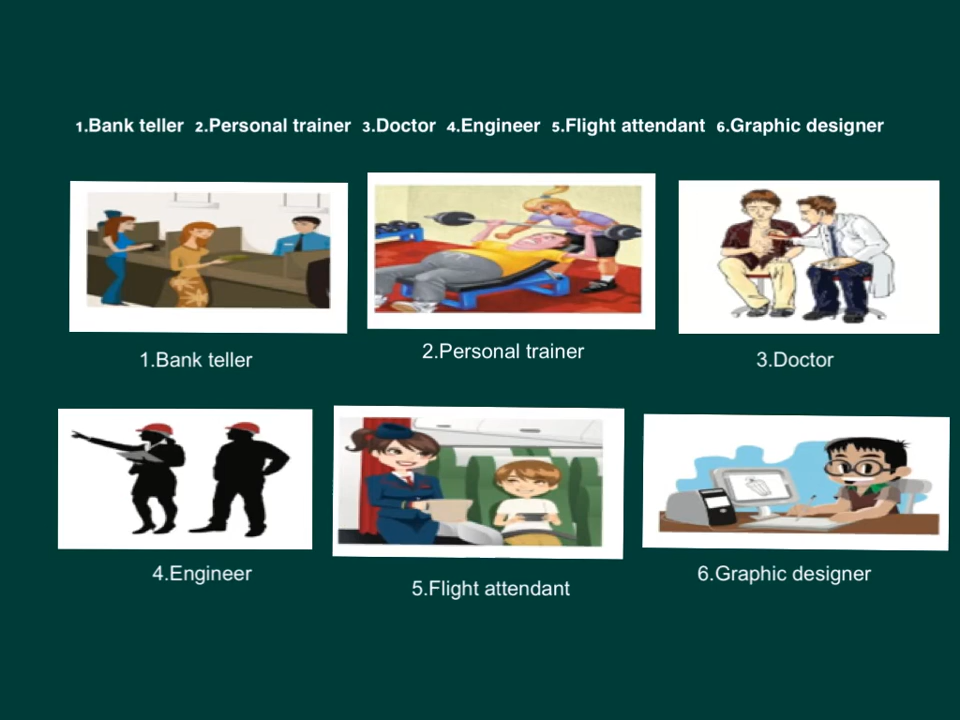 1.Bank teller 2.Personal trainer 3.Doctor 4.Engineer 5.Flight attendant 6.Graphic designer
1.Bank teller
2.Personal trainer
3.Doctor
4.Engineer
5.Flight attendant
6.Graphic designer